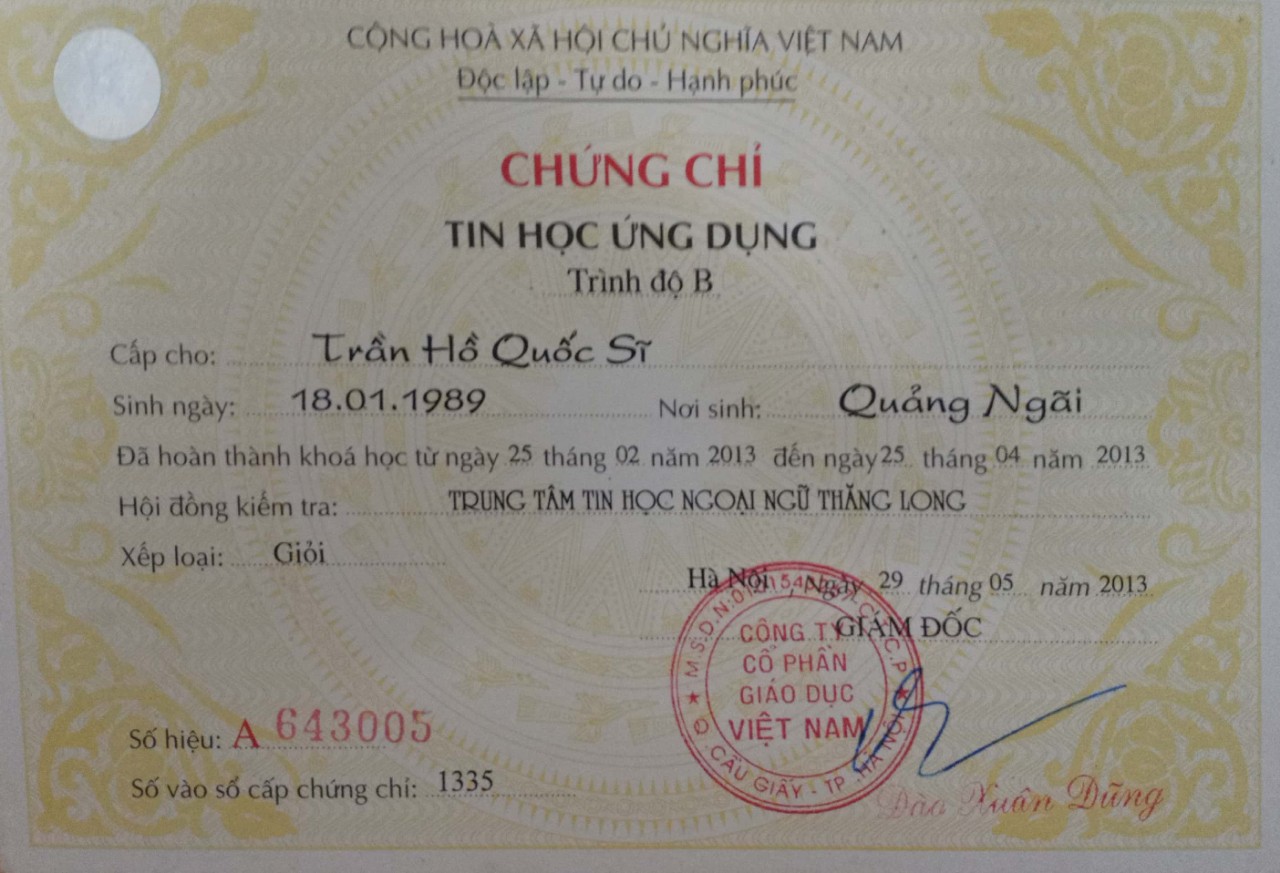 CỘNG HOÀ XÃ HỘI CHỦ NGHĨA VIỆT NAM
Độc lập - Tự do - Hạnh phúc
CHỨNG CHỈ
TIN HỌC ỨNG DỤNG
Trình độ B
Cấp cho: Trần Hồ Quốc Sĩ
Sinh ngày: 18.01.1989 Nơi sinh: Quảng Ngãi
Đã hoàn thành khoá học từ ngày 25 tháng 02 năm 2013 đến ngày 25 tháng 04 năm 2013
Hội đồng kiểm tra: TRUNG TÂM TIN HỌC NGOẠI NGỮ THĂNG LONG
Xếp loại: Giỏi
Hà Nội, Ngày 29 tháng 05 năm 2013
GIÁM ĐỐC
M.S.D.N:
C.T.C.P
CÔNG TY
CỔ PHẦN
GIÁO DỤC
VIỆT NAM
Q. CẦU GIẤY - TP. HÀ NỘI
Số hiệu: A 643005
Số vào sổ cấp chứng chỉ: 1335
Đào Xuân Dũng